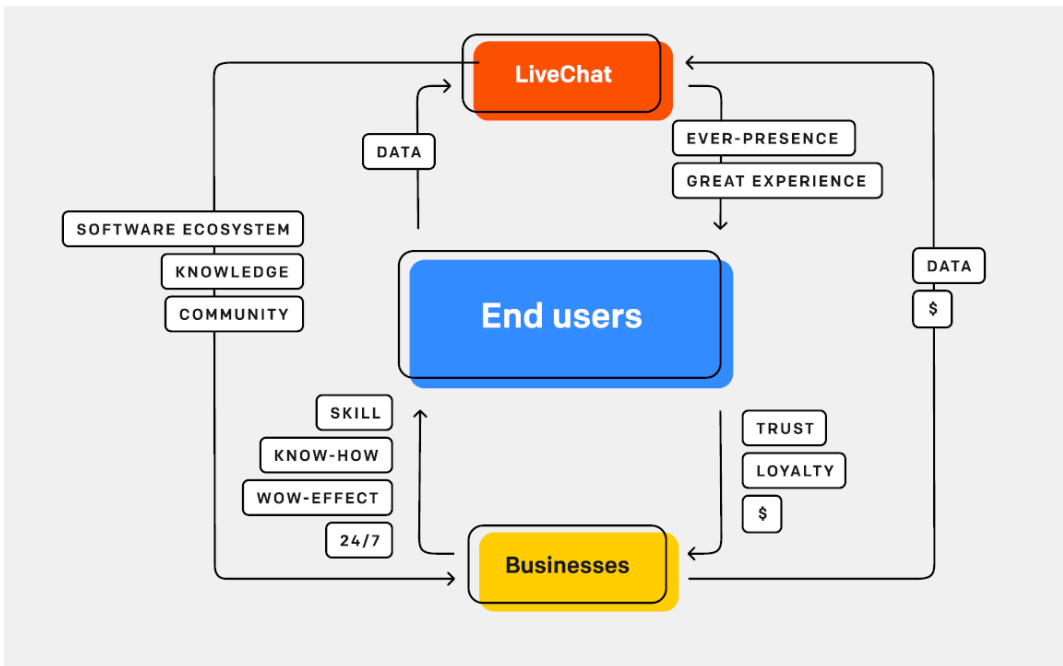 LiveChat
DATA
EVER-PRESENCE
GREAT EXPERIENCE
SOFTWARE ECOSYSTEM
KNOWLEDGE
COMMUNITY
DATA
$
End users
SKILL
KNOW-HOW
WOW-EFFECT
24/7
TRUST
LOYALTY
$
Businesses